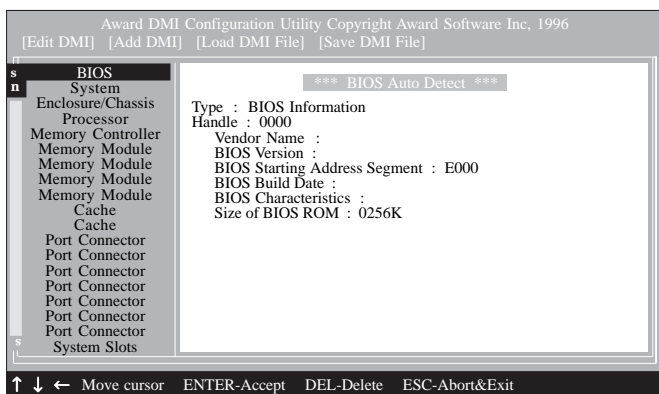 Award DMI Configuration Utility Copyright Award Software Inc, 1996
[Edit DMI] [Add DMI] [Load DMI File] [Save DMI File]
s
n
BIOS
System
Enclosure/Chassis
Processor
Memory Controller
Memory Module
Memory Module
Memory Module
Memory Module
Cache
Cache
Port Connector
Port Connector
Port Connector
Port Connector
Port Connector
Port Connector
Port Connector
System Slots
s
*** BIOS Auto Detect ***
Type : BIOS Information
Handle : 0000
Vendor Name :
BIOS Version :
BIOS Starting Address Segment : E000
BIOS Build Date :
BIOS Characteristics :
Size of BIOS ROM : 0256K
↑ ↓ ← Move cursor ENTER-Accept DEL-Delete ESC-Abort&Exit